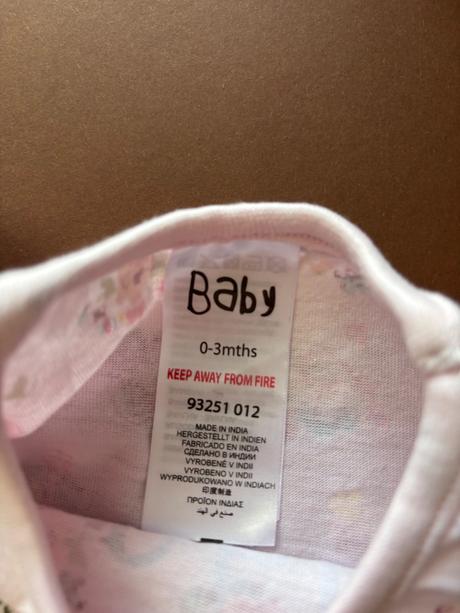 Baby
0-3mths
KEEP AWAY FROM FIRE
93251 012
MADE IN INDIA
HERGESTELLT IN INDIEN
FABRICADO EN INDIA
СДЕЛАНО В ИНДИИ
VYROBENÉ V INDII
VYROBENO V INDII
WYPRODUKOWANO W INDIACH
印度制造
ΠΡΟΪΟΝ ΙΝΔΙΑΣ
صنع في الهند